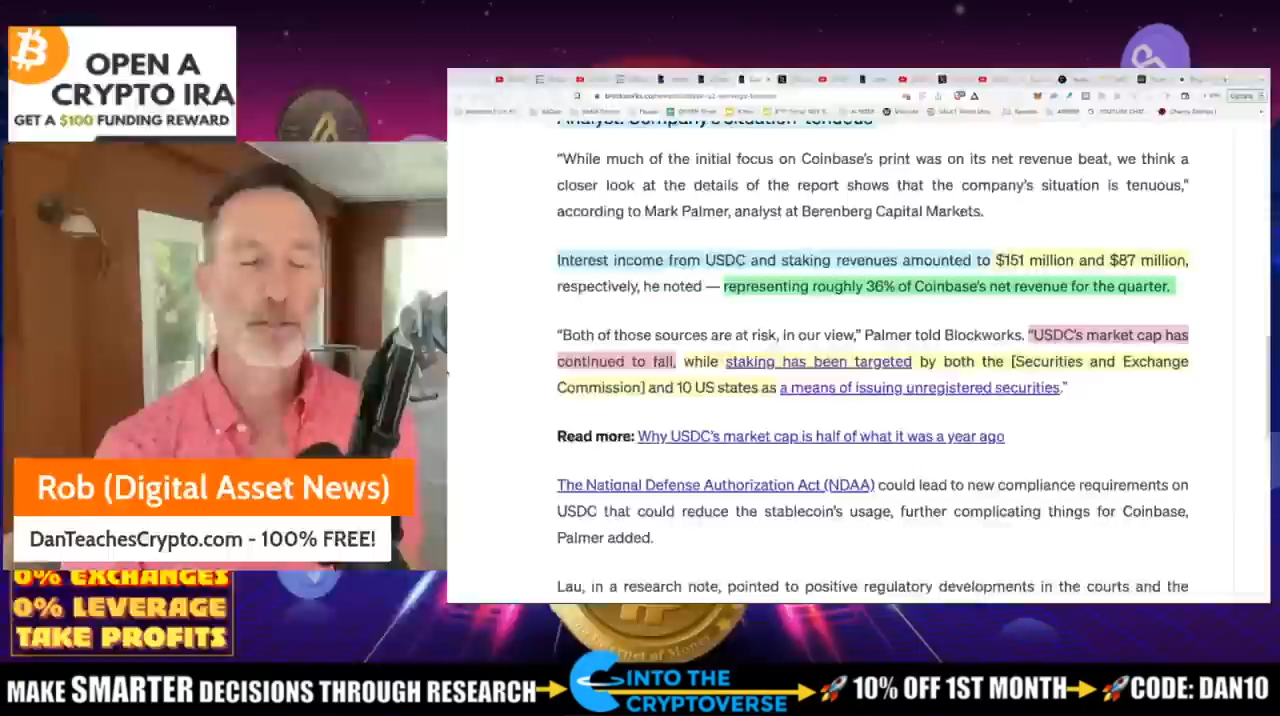 OPEN A
CRYPTO IRA
GET A $100 FUNDING REWARD
Analyst: Company's situation 'tenuous'
“While much of the initial focus on Coinbase’s print was on its net revenue beat, we think a
closer look at the details of the report shows that the company’s situation is tenuous,”
according to Mark Palmer, analyst at Berenberg Capital Markets.
Interest income from USDC and staking revenues amounted to $151 million and $87 million,
respectively, he noted — representing roughly 36% of Coinbase’s net revenue for the quarter.
“Both of those sources are at risk, in our view,” Palmer told Blockworks. “USDC’s market cap has
continued to fall, while staking has been targeted by both the [Securities and Exchange
Commission] and 10 US states as a means of issuing unregistered securities.”
Read more: Why USDC’s market cap is half of what it was a year ago
The National Defense Authorization Act (NDAA) could lead to new compliance requirements on
USDC that could reduce the stablecoin’s usage, further complicating things for Coinbase,
Palmer added.
Lau, in a research note, pointed to positive regulatory developments in the courts and the
Rob (Digital Asset News)
DanTeachesCrypto.com - 100% FREE!
0% EXCHANGES
0% LEVERAGE
TAKE PROFITS
MAKE SMARTER DECISIONS THROUGH RESEARCH
INTO THE
CRYPTOVERSE
10% OFF 1ST MONTH
CODE: DAN10